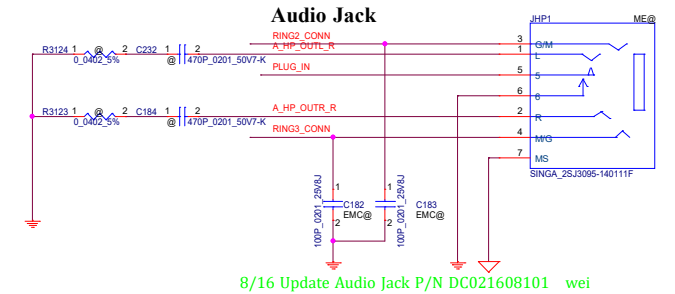 Audio Jack
JHP1 ME@
RING2_CONN
R3124 1 @ 2 C232 1 2 A_HP_OUTL_R
0_0402_5% @ 470P_0201_50V7-K
PLUG_IN
3 G/M
1 L
5 5
6 6
2 R
4 M/G
7 MS
R3123 1 @ 2 C184 1 2 A_HP_OUTR_R
0_0402_5% @ 470P_0201_50V7-K
RING3_CONN
SINGA_2SJ3095-140111F
100P_0201_25V8J
1
C182
EMC@
2
100P_0201_25V8J
1
C183
EMC@
2
8/16 Update Audio Jack P/N DC021608101 wei